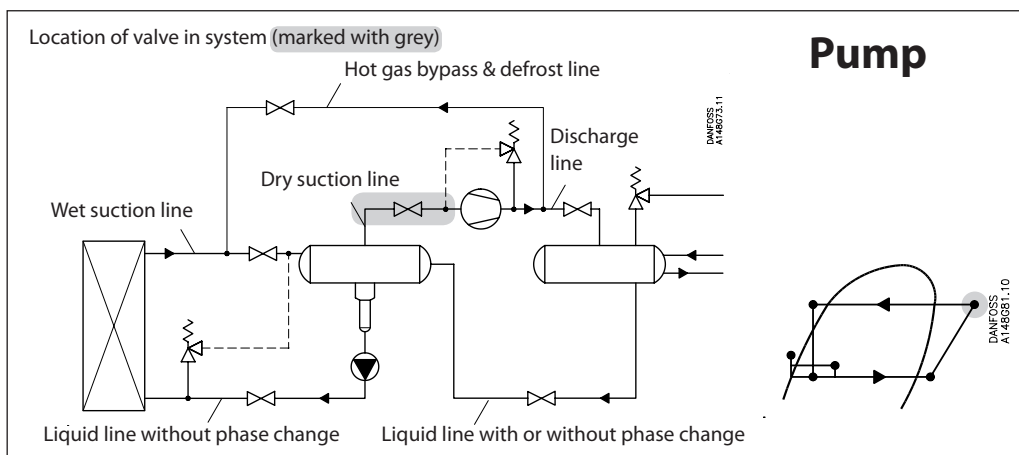 Location of valve in system (marked with grey)
Pump
Hot gas bypass & defrost line
DANFOSS
A148G73.11
Discharge
line
Dry suction line
Wet suction line
DANFOSS
A148G81.10
Liquid line without phase change
Liquid line with or without phase change